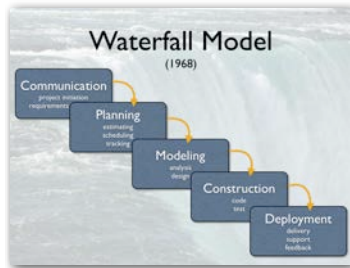 Waterfall Model
(1968)
Communication
project initiation
requirements
Planning
estimating
scheduling
tracking
Modeling
analysis
design
Construction
code
test
Deployment
delivery
support
feedback